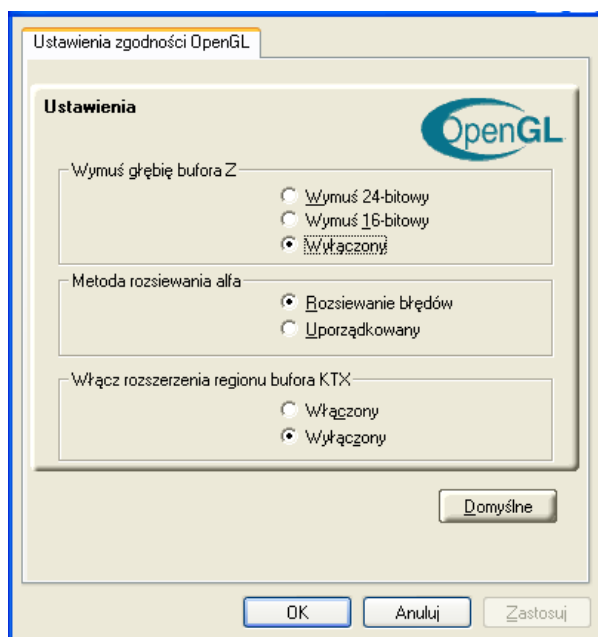 Ustawienia zgodności OpenGL
Ustawienia
OpenGL
Wymuś głębię bufora Z
Wymuś 24-bitowy
Wymuś 16-bitowy
Wyłączony
Metoda rozsiewania alfa
Rozsiewanie błędów
Uporządkowany
Włącz rozszerzenia regionu bufora KTX
Włączony
Wyłączony
Domyślne
OK Anuluj Zastosuj